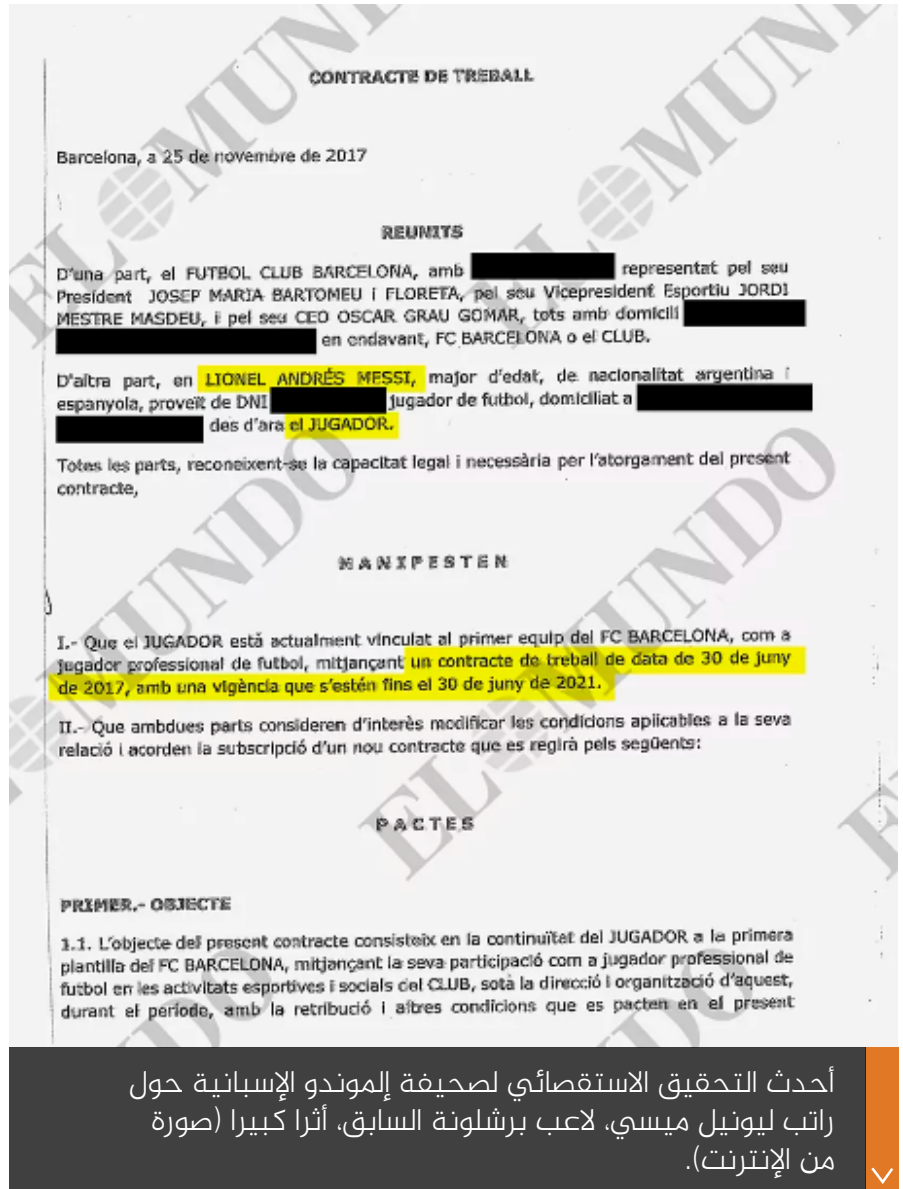 CONTRACTE DE TREBALL
Barcelona, a 25 de novembre de 2017
REUNITS
D'una part, el FUTBOL CLUB BARCELONA, amb representat pel seu
President JOSEP MARIA BARTOMEU i FLORETA, pel seu Vicepresident Esportiu JORDI
MESTRE MASDEU, i pel seu CEO OSCAR GRAU GOMAR, tots amb domicili
en endavant, FC BARCELONA o el CLUB.
D'altra part, en LIONEL ANDRÉS MESSI, major d'edat, de nacionalitat argentina i
espanyola, proveït de DNI jugador de futbol, domiciliat a
des d'ara el JUGADOR.
Totes les parts, reconeixent-se la capacitat legal i necessària per l'atorgament del present
contracte,
MANIFESTEN
I.- Que el JUGADOR està actualment vinculat al primer equip del FC BARCELONA, com a
jugador professional de futbol, mitjançant un contracte de treball de data de 30 de juny
de 2017, amb una vigència que s'estén fins el 30 de juny de 2021.
II.- Que ambdues parts consideren d'interès modificar les condicions aplicables a la seva
relació i acorden la subscripció d'un nou contracte que es regirà pels següents:
PACTES
PRIMER.- OBJECTE
1.1. L'objecte del present contracte consisteix en la continuïtat del JUGADOR a la primera
plantilla del FC BARCELONA, mitjançant la seva participació com a jugador professional de
futbol en les activitats esportives i socials del CLUB, sota la direcció i organització d'aquest,
durant el període, amb la retribució i altres condicions que es pacten en el present
EL MUNDO
أحدث التحقيق الاستقصائي لصحيفة إلموندو الإسبانية حول
راتب ليونيل ميسي، لاعب برشلونة السابق، أثرا كبيرا (صورة
من الإنترنت).